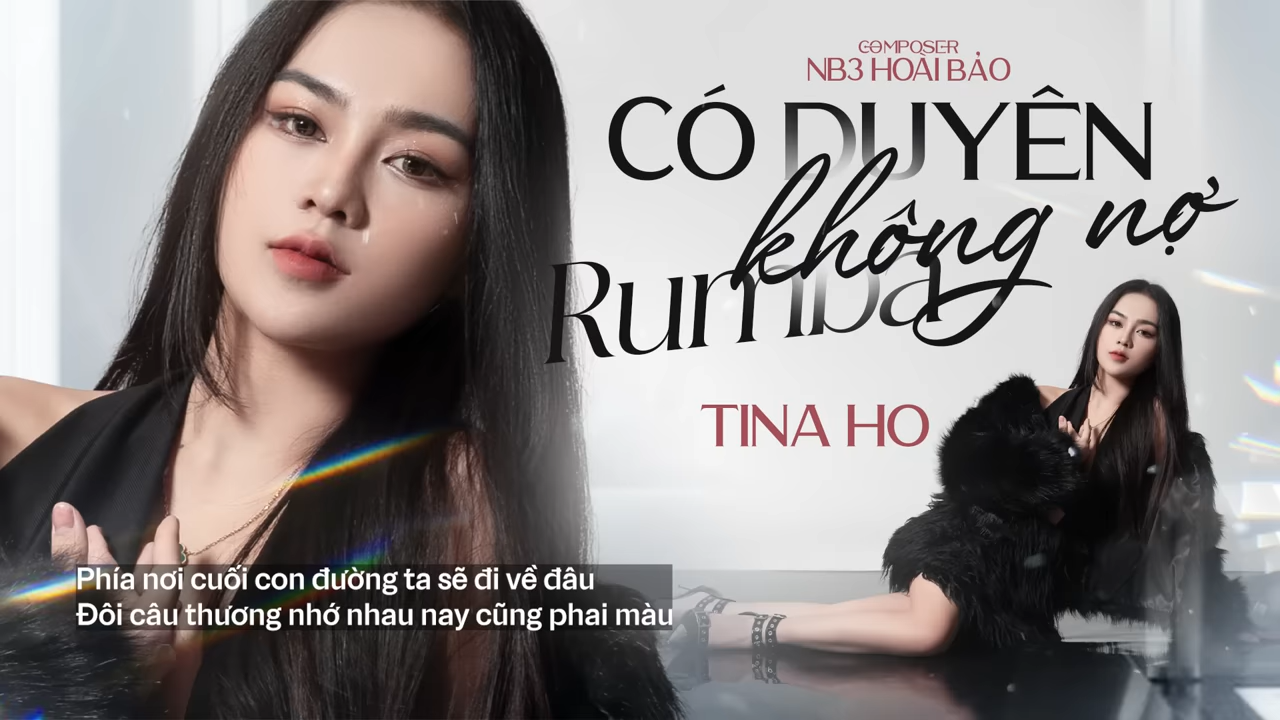 COMPOSER
NB3 HOÀI BẢO
CÓ DUYÊN
không nợ
Rumba
TINA HO
Phía nơi cuối con đường ta sẽ đi về đâu
Đôi câu thương nhớ nhau nay cũng phai màu